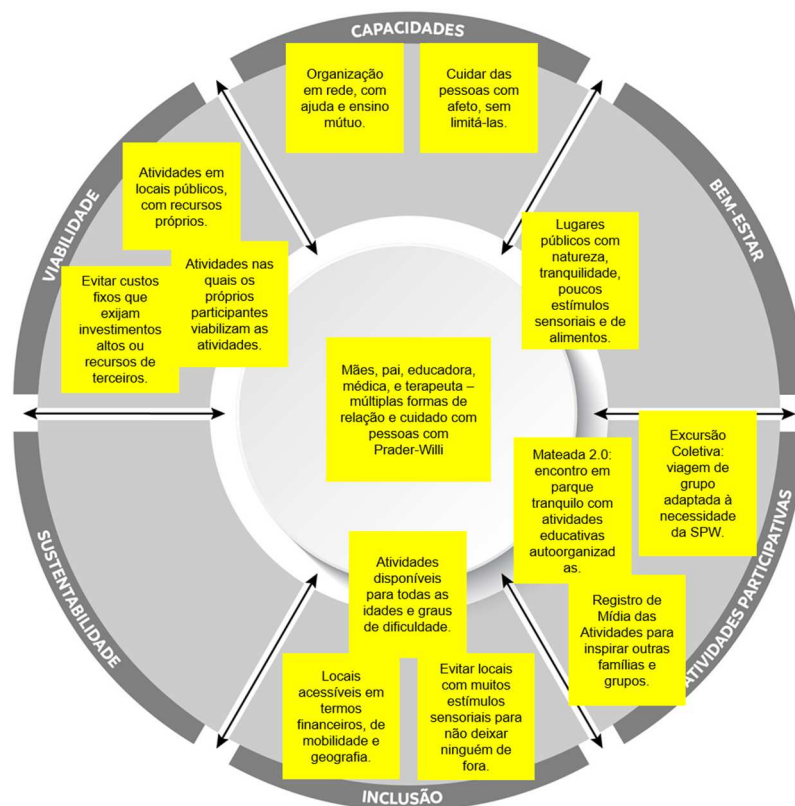 CAPACIDADES
Organização
em rede, com
ajuda e ensino
mútuo.
Cuidar das
pessoas com
afeto, sem
limitá-las.
VIABILIDADE
Atividades em
locais públicos,
com recursos
próprios.
Evitar custos
fixos que
exijam
investimentos
altos ou
recursos de
terceiros.
Atividades nas
quais os
próprios
participantes
viabilizam as
atividades.
BEM-ESTAR
Lugares
públicos com
natureza,
tranquilidade,
poucos
estímulos
sensoriais e de
alimentos.
Mães, pai, educadora,
médica, e terapeuta –
múltiplas formas de
relação e cuidado com
pessoas com
Prader-Willi
Mateada 2.0:
encontro em
parque
tranquilo com
atividades
educativas
autoorganizad
as.
Excursão
Coletiva:
viagem de
grupo
adaptada à
necessidade
da SPW.
Registro de
Mídia das
Atividades para
inspirar outras
famílias e
grupos.
ATIVIDADES PARTICIPATIVAS
SUSTENTABILIDADE
Atividades
disponíveis
para todas as
idades e graus
de dificuldade.
Locais
acessíveis em
termos
financeiros, de
mobilidade e
geografia.
Evitar locais
com muitos
estímulos
sensoriais para
não deixar
ninguém de
fora.
INCLUSÃO